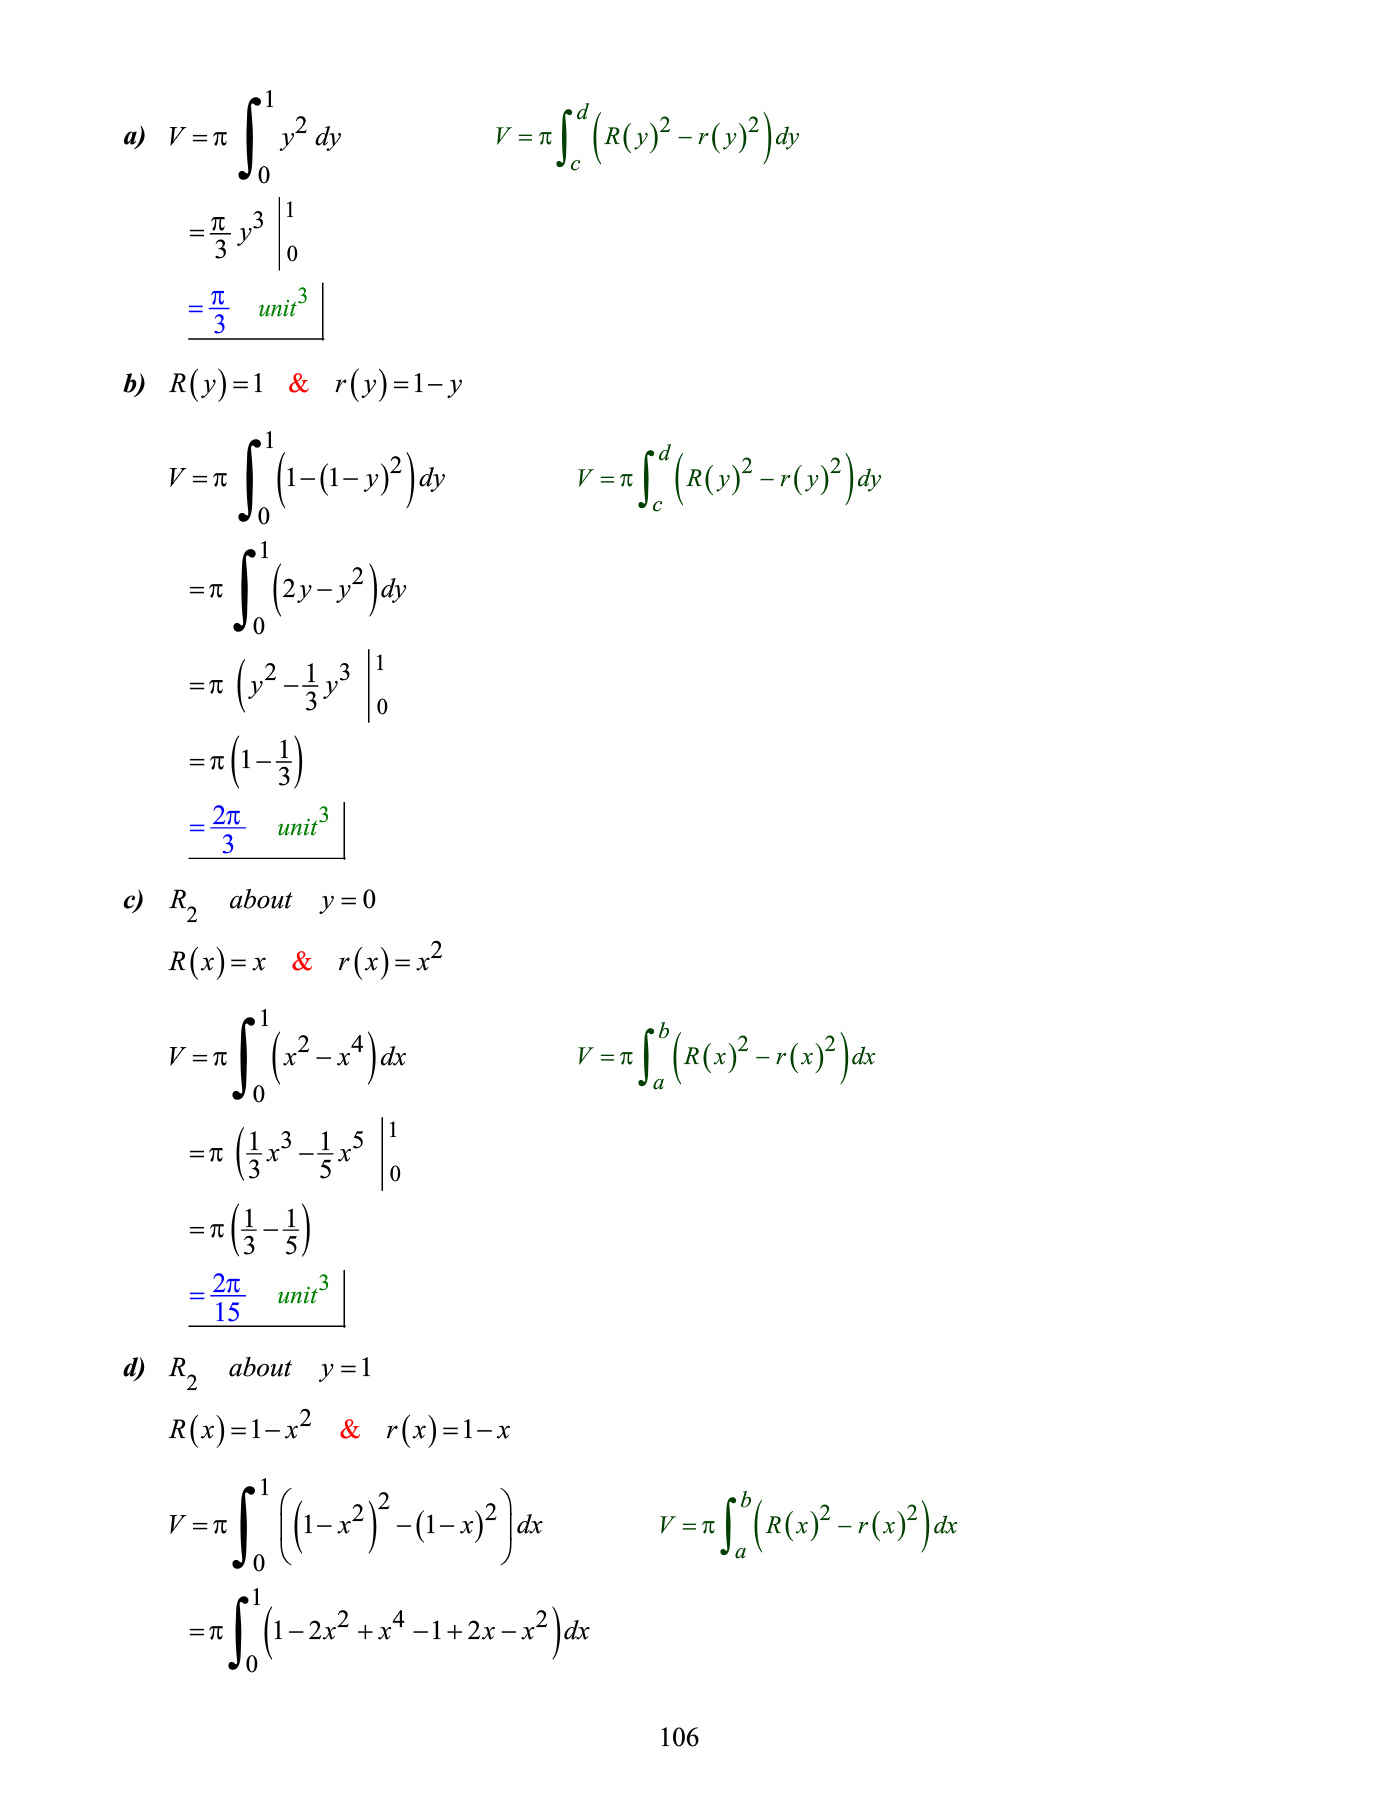 a) V = π ∫₀¹ y² dy    V = π ∫_c^d (R(y)² − r(y)²) dy
= π/3 y³ |₀¹
= π/3 unit³
b) R(y) = 1 & r(y) = 1 − y
V = π ∫₀¹ (1 − (1 − y)²) dy    V = π ∫_c^d (R(y)² − r(y)²) dy
= π ∫₀¹ (2y − y²) dy
= π (y² − 1/3 y³ |₀¹
= π (1 − 1/3)
= 2π/3 unit³
c) R₂ about y = 0
R(x) = x & r(x) = x²
V = π ∫₀¹ (x² − x⁴) dx    V = π ∫_a^b (R(x)² − r(x)²) dx
= π (1/3 x³ − 1/5 x⁵ |₀¹
= π (1/3 − 1/5)
= 2π/15 unit³
d) R₂ about y = 1
R(x) = 1 − x² & r(x) = 1 − x
V = π ∫₀¹ ((1 − x²)² − (1 − x)²) dx    V = π ∫_a^b (R(x)² − r(x)²) dx
= π ∫₀¹ (1 − 2x² + x⁴ − 1 + 2x − x²) dx
106